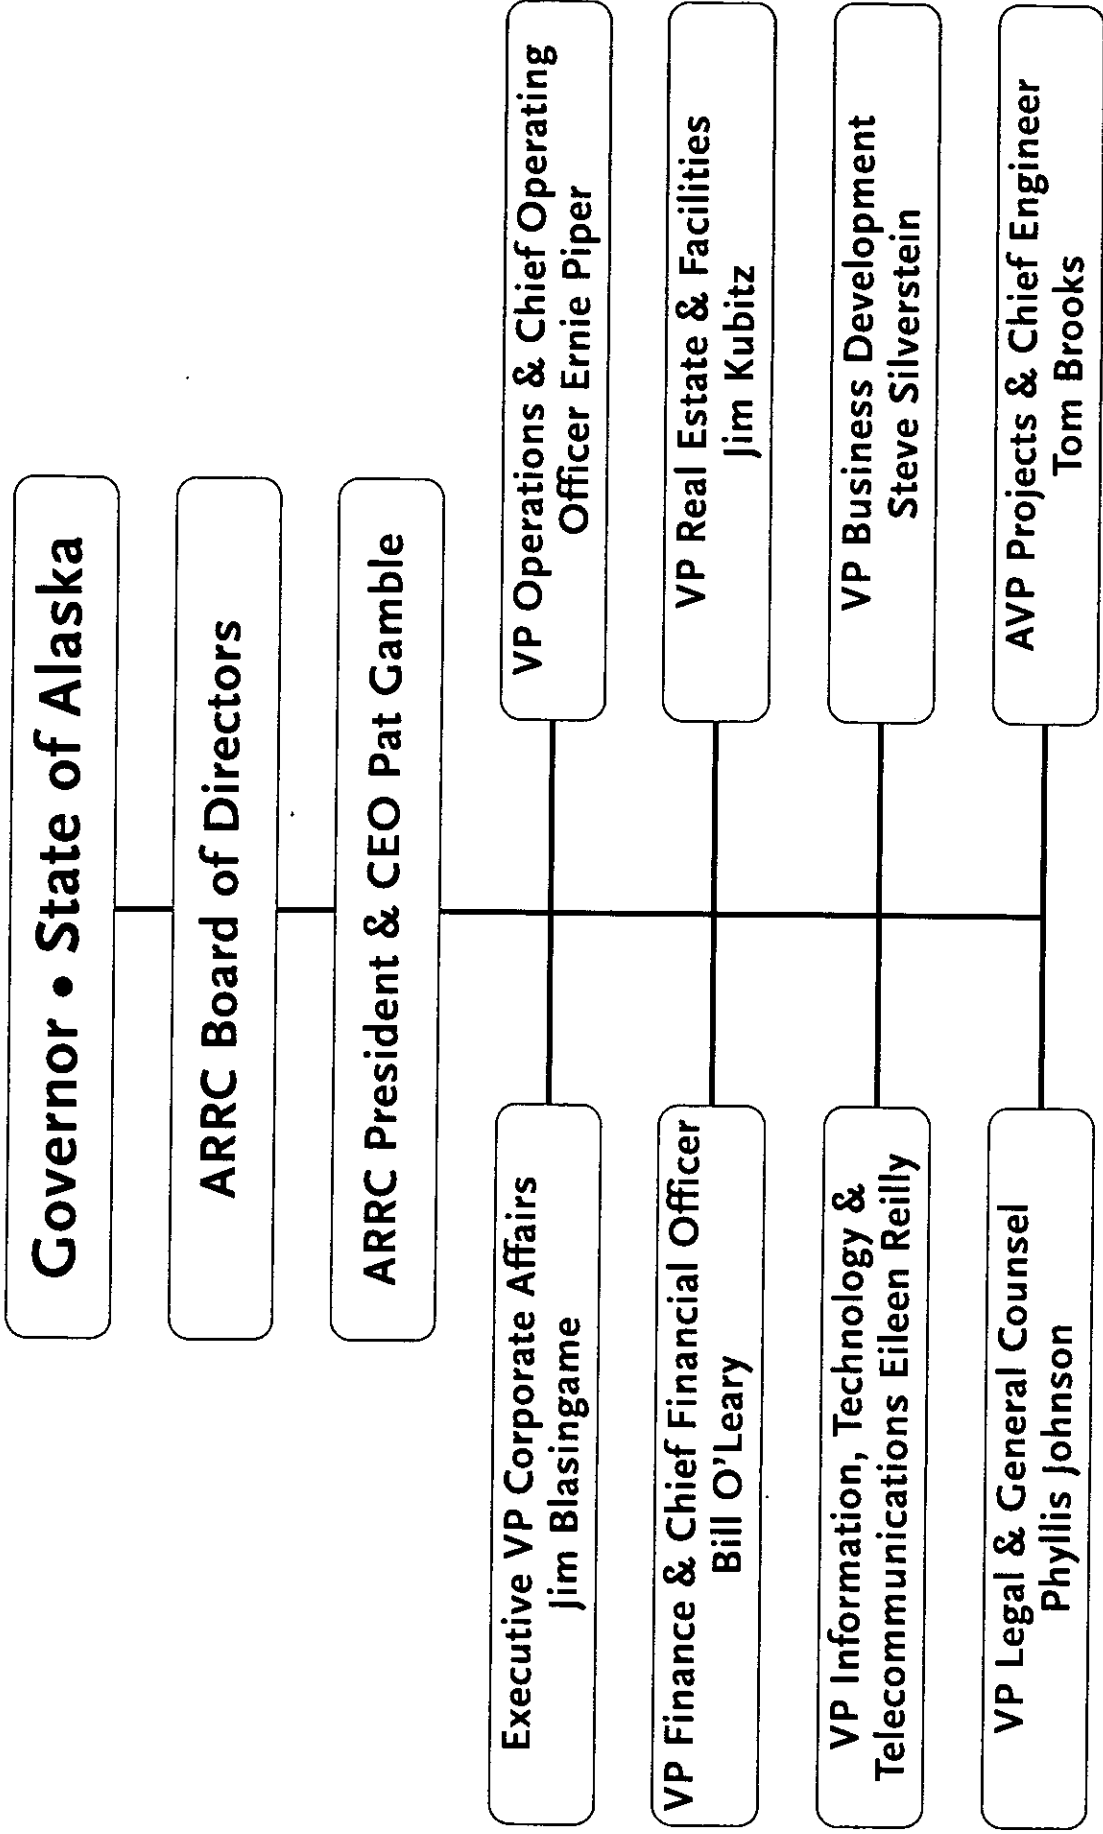 Governor • State of Alaska
ARRC Board of Directors
ARRC President & CEO Pat Gamble
Executive VP Corporate Affairs
Jim Blasingame
VP Operations & Chief Operating
Officer Ernie Piper
VP Finance & Chief Financial Officer
Bill O'Leary
VP Real Estate & Facilities
Jim Kubitz
VP Information, Technology &
Telecommunications Eileen Reilly
VP Business Development
Steve Silverstein
VP Legal & General Counsel
Phyllis Johnson
AVP Projects & Chief Engineer
Tom Brooks